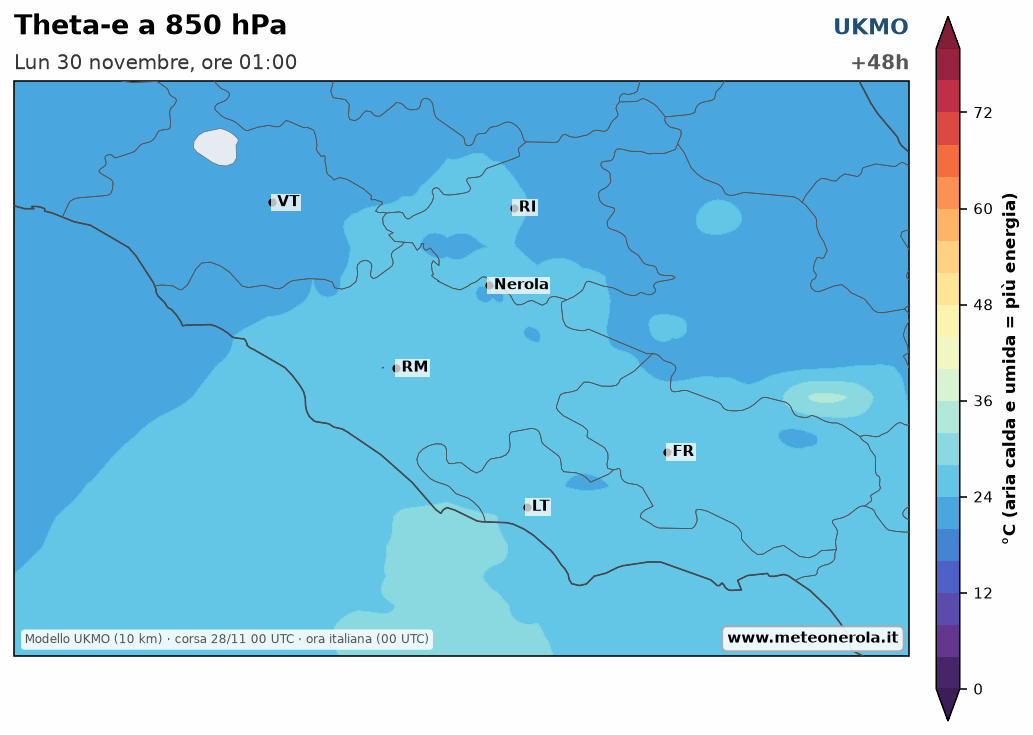 Theta-e a 850 hPa
UKMO
Lun 30 novembre, ore 01:00
+48h
VT
RI
Nerola
RM
FR
LT
72
60
48
36
24
12
0
°C (aria calda e umida = più energia)
Modello UKMO (10 km) · corsa 28/11 00 UTC · ora italiana (00 UTC)
www.meteonerola.it